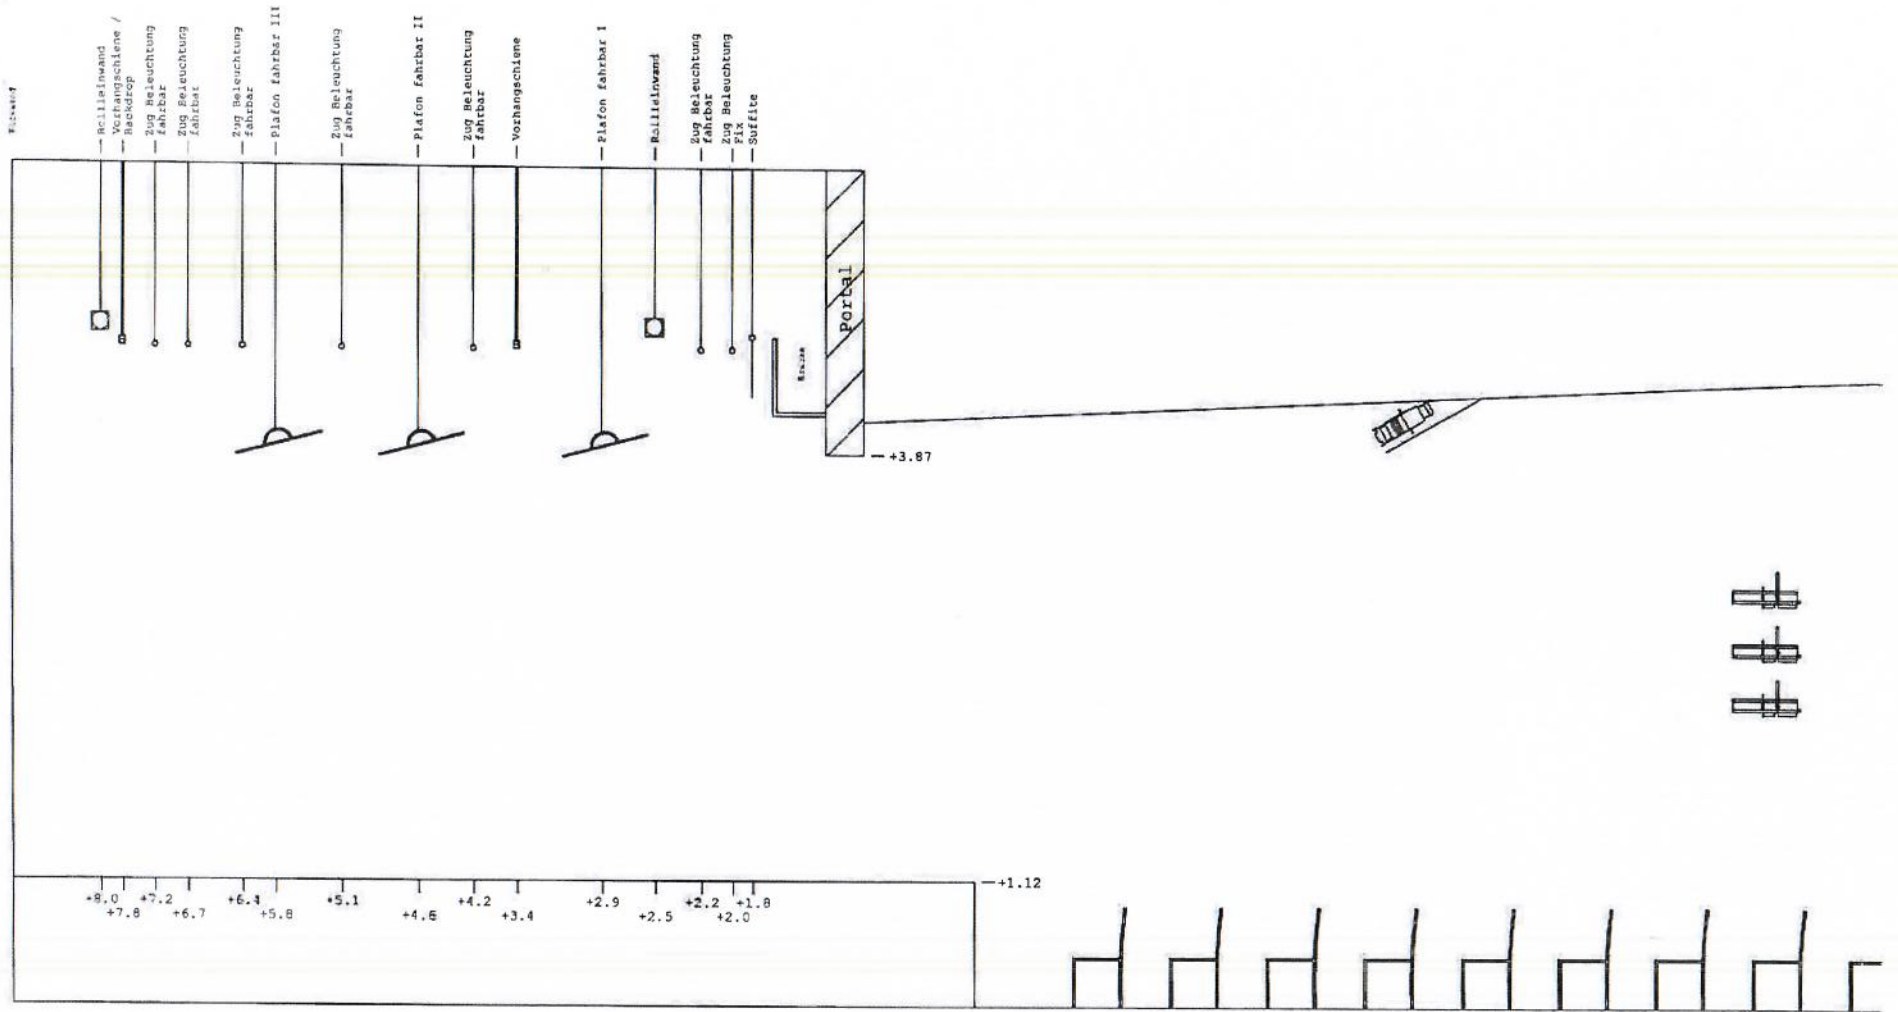 Rollleinwand
Vorhangschiene /
Backdrop
Zug Beleuchtung
fahrbar
Zug Beleuchtung
fahrbar
Zug Beleuchtung
fahrbar
Plafon fahrbar III
Zug Beleuchtung
fahrbar
Plafon fahrbar II
Zug Beleuchtung
fahrbar
Vorhangschiene
Plafon fahrbar I
Rollleinwand
Zug Beleuchtung
fahrbar
Zug Beleuchtung
Fix
Suffite
Portal
+3.87
+1.12
+8.0
+7.8
+7.2
+6.7
+6.4
+5.8
+5.1
+4.6
+4.2
+3.4
+2.9
+2.5
+2.2
+2.0
+1.8